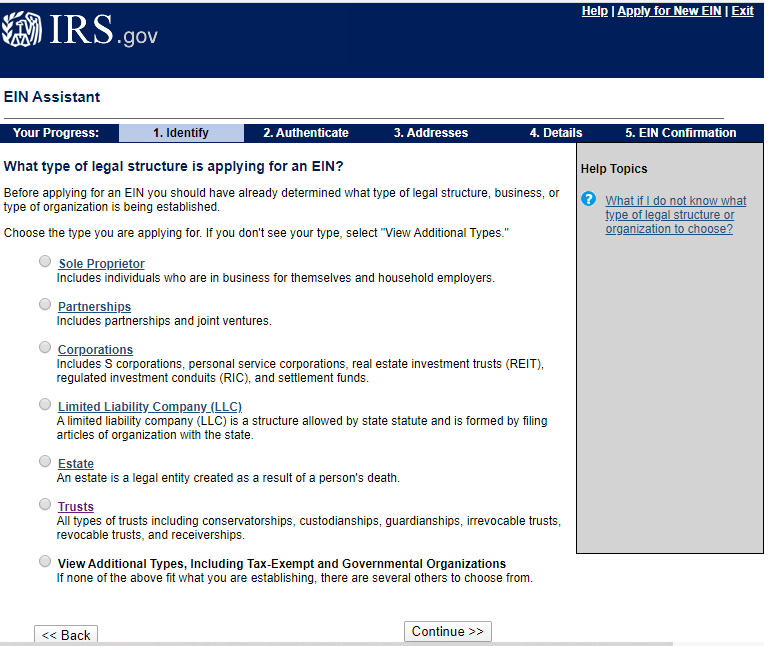 IRS.gov
Help | Apply for New EIN | Exit
EIN Assistant
Your Progress: 1. Identify 2. Authenticate 3. Addresses 4. Details 5. EIN Confirmation
What type of legal structure is applying for an EIN?
Before applying for an EIN you should have already determined what type of legal structure, business, or
type of organization is being established.
Choose the type you are applying for. If you don't see your type, select "View Additional Types."
Sole Proprietor
Includes individuals who are in business for themselves and household employers.
Partnerships
Includes partnerships and joint ventures.
Corporations
Includes S corporations, personal service corporations, real estate investment trusts (REIT),
regulated investment conduits (RIC), and settlement funds.
Limited Liability Company (LLC)
A limited liability company (LLC) is a structure allowed by state statute and is formed by filing
articles of organization with the state.
Estate
An estate is a legal entity created as a result of a person's death.
Trusts
All types of trusts including conservatorships, custodianships, guardianships, irrevocable trusts,
revocable trusts, and receiverships.
View Additional Types, Including Tax-Exempt and Governmental Organizations
If none of the above fit what you are establishing, there are several others to choose from.
<< Back
Continue >>
Help Topics
? What if I do not know what
type of legal structure or
organization to choose?